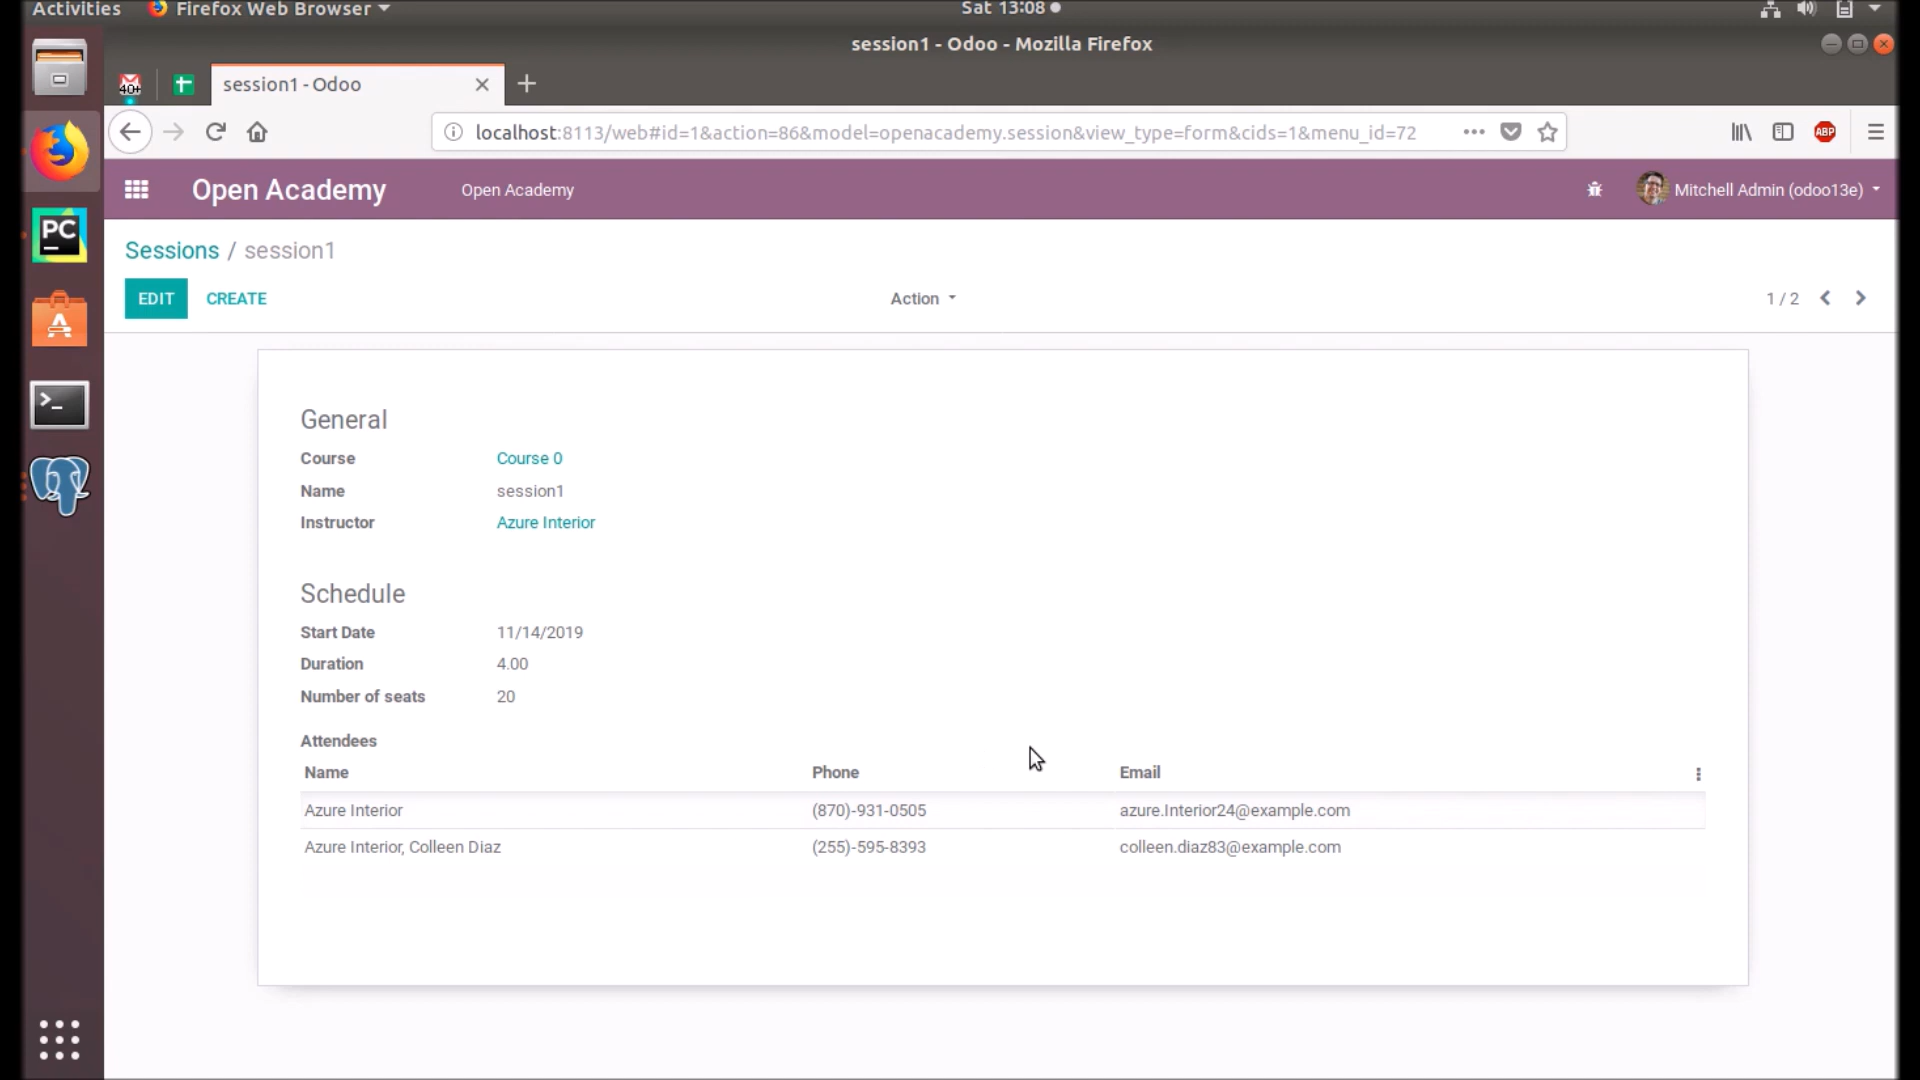 Activities Firefox Web Browser Sat 13:08
session1 - Odoo - Mozilla Firefox
40+ session1 - Odoo
localhost:8113/web#id=1&action=86&model=openacademy.session&view_type=form&cids=1&menu_id=72 ABP
Open Academy Open Academy Mitchell Admin (odoo13e)
PC
Sessions / session1
EDIT CREATE Action 1 / 2
General
Course Course 0
Name session1
Instructor Azure Interior
Schedule
Start Date 11/14/2019
Duration 4.00
Number of seats 20
Attendees
Name Phone Email
Azure Interior (870)-931-0505 azure.Interior24@example.com
Azure Interior, Colleen Diaz (255)-595-8393 colleen.diaz83@example.com